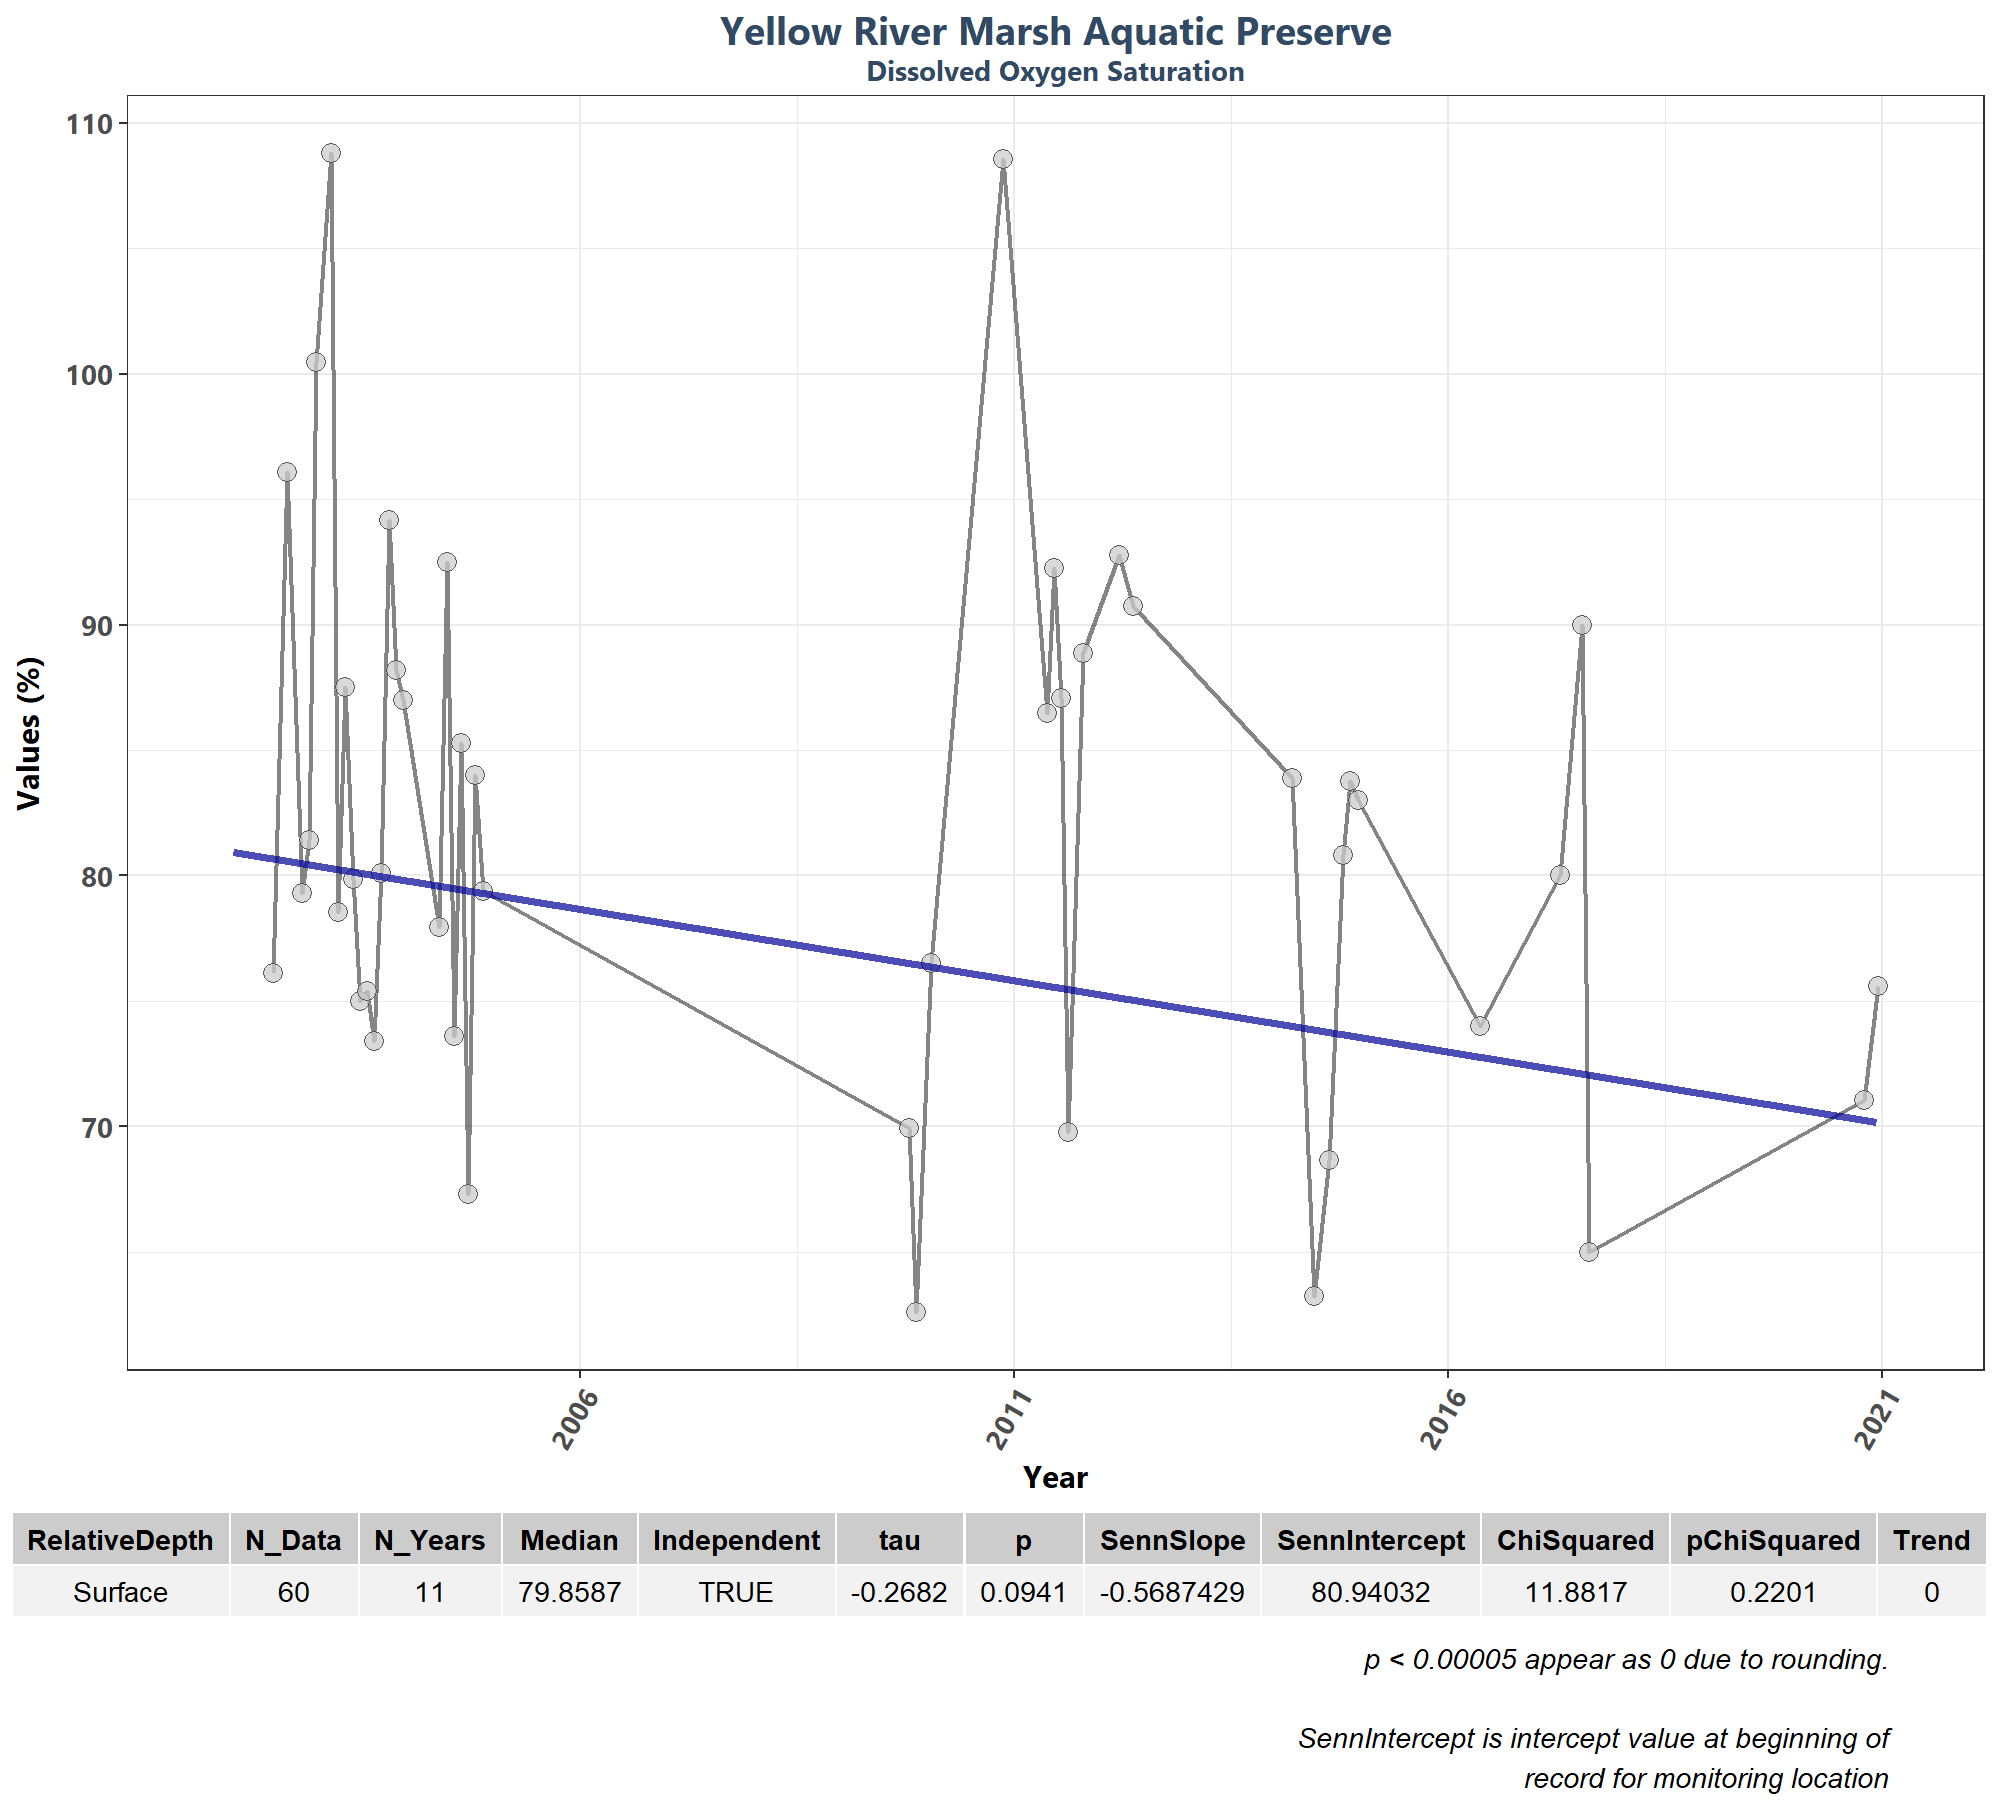 Yellow River Marsh Aquatic Preserve
Dissolved Oxygen Saturation
110
100
90
80
70
Values (%)
2006
2011
2016
2021
Year
RelativeDepth N_Data N_Years Median Independent tau p SennSlope SennIntercept ChiSquared pChiSquared Trend
Surface 60 11 79.8587 TRUE -0.2682 0.0941 -0.5687429 80.94032 11.8817 0.2201 0
p < 0.00005 appear as 0 due to rounding.
SennIntercept is intercept value at beginning of
record for monitoring location